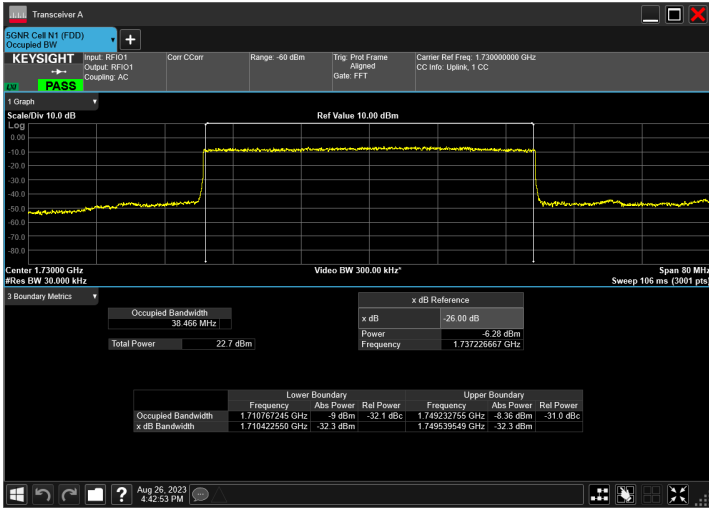 Transceiver A
5GNR Cell N1 (FDD)
Occupied BW
KEYSIGHT
PASS
Input: RFIO1
Output: RFIO1
Coupling: AC
Corr CCorr
Range: -60 dBm
Trig: Prot Frame
Aligned
Gate: FFT
Carrier Ref Freq: 1.730000000 GHz
CC Info: Uplink, 1 CC
1 Graph
Scale/Div 10.0 dB
Ref Value 10.00 dBm
Log
0.00
-10.0
-20.0
-30.0
-40.0
-50.0
-60.0
-70.0
-80.0
Center 1.73000 GHz
Video BW 300.00 kHz*
Span 80 MHz
#Res BW 30.000 kHz
Sweep 106 ms (3001 pts)
3 Boundary Metrics
Occupied Bandwidth
38.466 MHz
Total Power 22.7 dBm
x dB Reference
x dB -26.00 dB
Power -6.28 dBm
Frequency 1.737226667 GHz
Lower Boundary Upper Boundary
Frequency Abs Power Rel Power Frequency Abs Power Rel Power
Occupied Bandwidth 1.710767245 GHz -9 dBm -32.1 dBc 1.749232755 GHz -8.36 dBm -31.0 dBc
x dB Bandwidth 1.710422550 GHz -32.3 dBm 1.749539549 GHz -32.3 dBm
?
Aug 26, 2023
4:42:53 PM